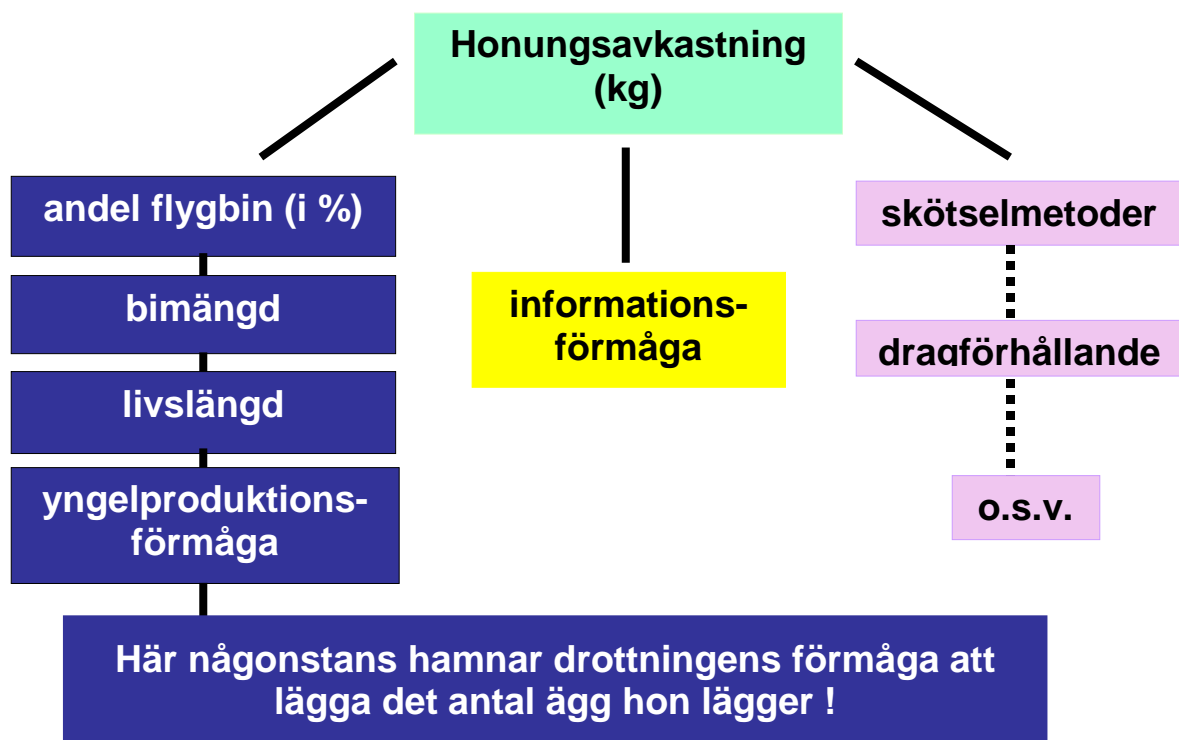 Honungsavkastning
(kg)
andel flygbin (i %)
bimängd
livslängd
yngelproduktions-
förmåga
Här någonstans hamnar drottningens förmåga att
lägga det antal ägg hon lägger !
informations-
förmåga
skötselmetoder
dragförhållande
o.s.v.